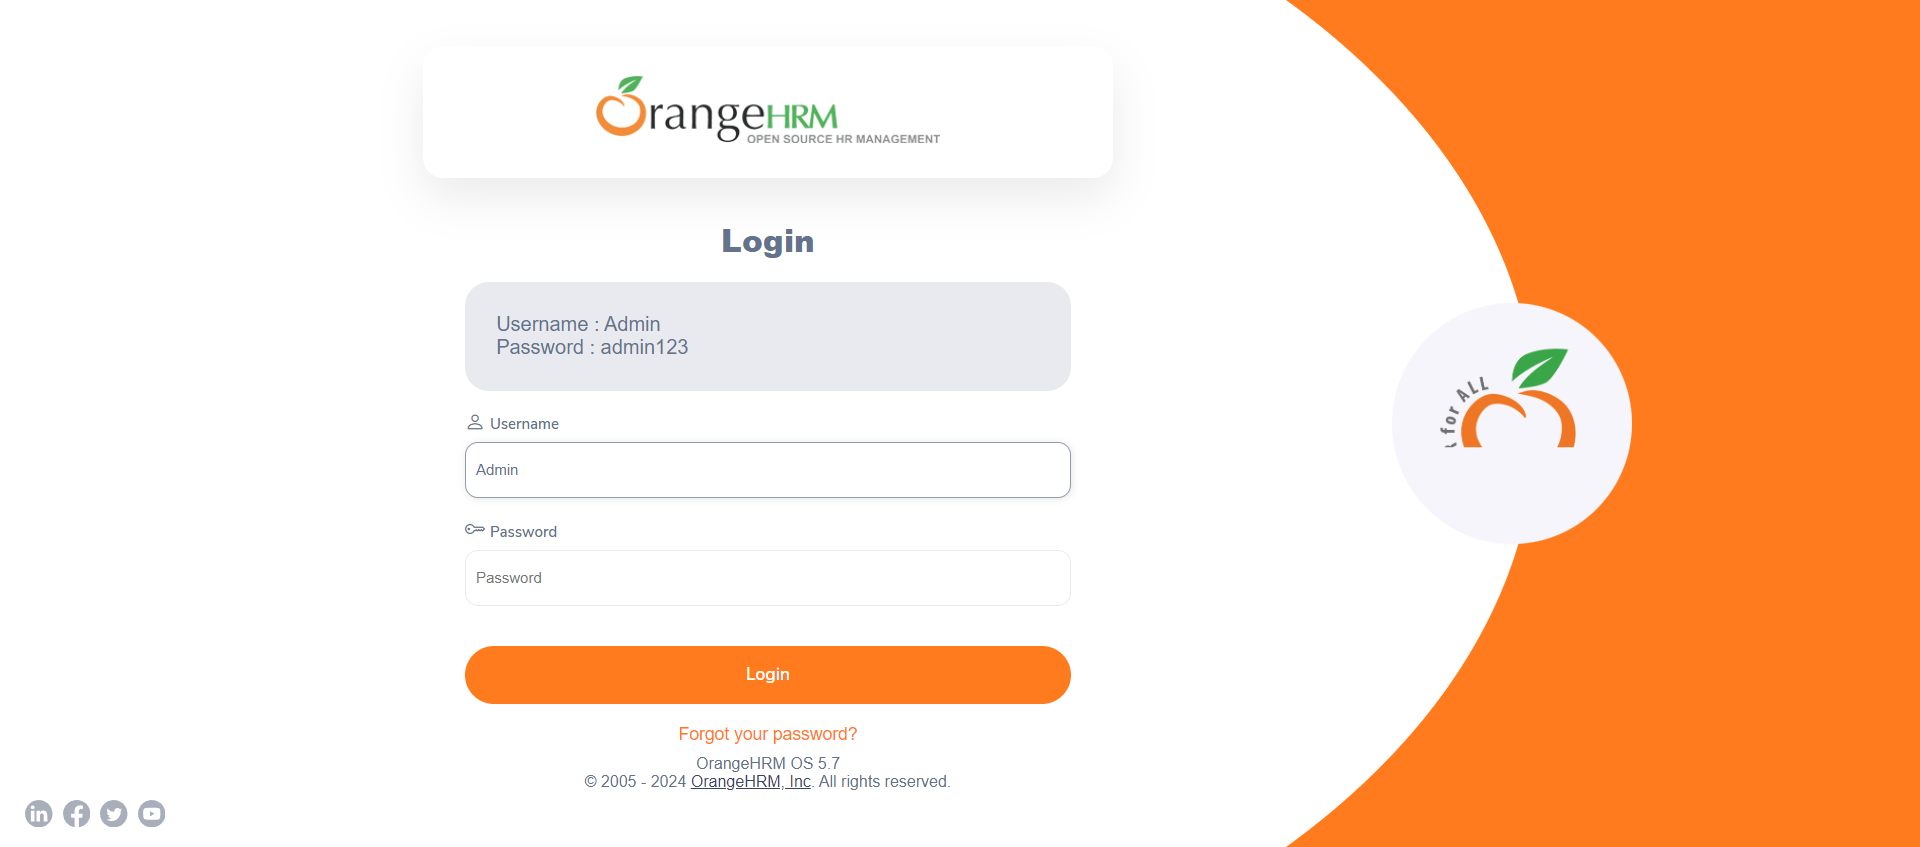 OrangeHRM
OPEN SOURCE HR MANAGEMENT
Login
Username : Admin
Password : admin123
Username
Admin
Password
Password
Login
Forgot your password?
OrangeHRM OS 5.7
© 2005 - 2024 OrangeHRM, Inc. All rights reserved.
for ALL